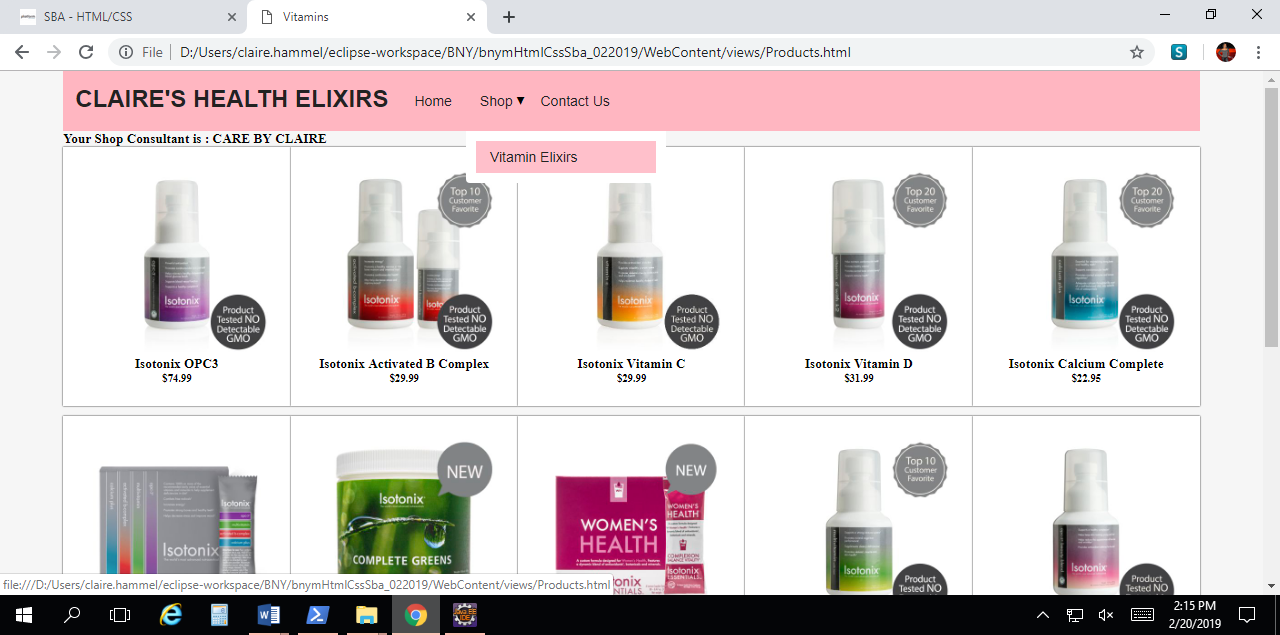 SBA - HTML/CSS
Vitamins
File
D:/Users/claire.hammel/eclipse-workspace/BNY/bnymHtmlCssSba_022019/WebContent/views/Products.html
S
CLAIRE'S HEALTH ELIXIRS
Home
Shop ▼
Contact Us
Your Shop Consultant is : CARE BY CLAIRE
Vitamin Elixirs
Isotonix
Product
Tested NO
Detectable
GMO
Isotonix OPC3
$74.99
Top 10
Customer
Favorite
Isotonix
Isotonix
Product
Tested NO
Detectable
GMO
Isotonix Activated B Complex
$29.99
Isotonix
Product
Tested NO
Detectable
GMO
Isotonix Vitamin C
$29.99
Top 20
Customer
Favorite
Isotonix
Product
Tested NO
Detectable
GMO
Isotonix Vitamin D
$31.99
Top 20
Customer
Favorite
Isotonix
Product
Tested NO
Detectable
GMO
Isotonix Calcium Complete
$22.95
Isotonix
Isotonix
NEW
Isotonix
COMPLETE GREENS
NEW
WOMEN'S
HEALTH
WOMEN'S
HEALTH
Top 10
Customer
Favorite
Isotonix
Product
Isotonix
Product
file:///D:/Users/claire.hammel/eclipse-workspace/BNY/bnymHtmlCssSba_022019/WebContent/views/Products.html
2:15 PM
2/20/2019